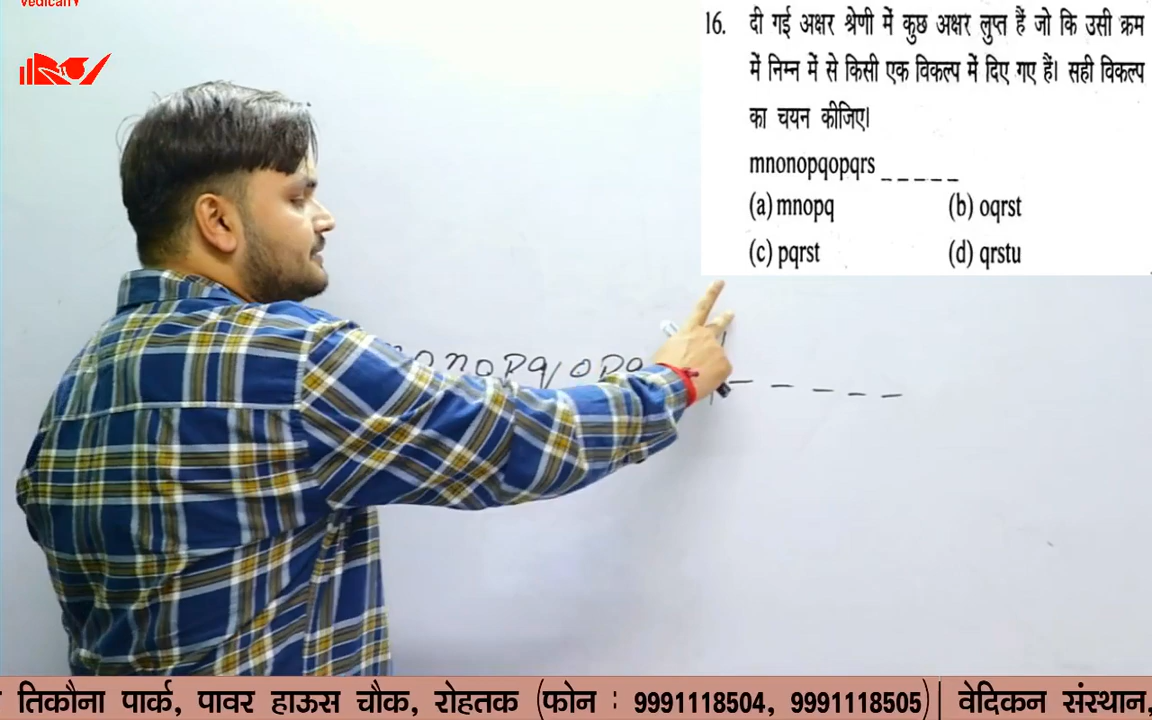 vedican
16. दी गई अक्षर श्रेणी में कुछ अक्षर लुप्त हैं जो कि उसी क्रम
में निम्न में से किसी एक विकल्प में दिए गए हैं। सही विकल्प
का चयन कीजिए।
mnonopqopqrs _ _ _ _ _
(a) mnopq (b) oqrst
(c) pqrst (d) qrstu
o n o p q / o p q _ _ _ _ _
तिकौना पार्क, पावर हाऊस चौक, रोहतक (फोन : 9991118504, 9991118505) | वेदिकन संस्थान,